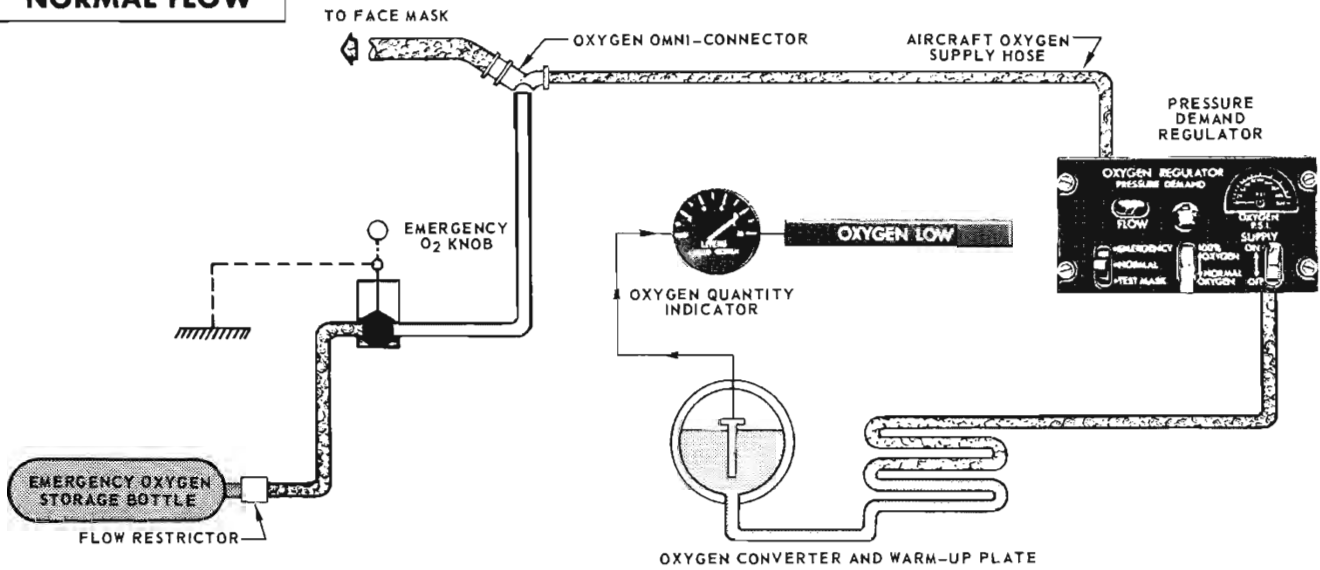 NORMAL FLOW
TO FACE MASK
OXYGEN OMNI-CONNECTOR
AIRCRAFT OXYGEN
SUPPLY HOSE
PRESSURE
DEMAND
REGULATOR
OXYGEN REGULATOR
PRESSURE DEMAND
FLOW
OXYGEN
P.S.I.
SUPPLY
EMERGENCY
NORMAL
TEST MASK
100%
OXYGEN
NORMAL
OXYGEN
ON
OFF
EMERGENCY
O2 KNOB
LITERS
OXYGEN LOW
OXYGEN QUANTITY
INDICATOR
EMERGENCY OXYGEN
STORAGE BOTTLE
FLOW RESTRICTOR
OXYGEN CONVERTER AND WARM-UP PLATE